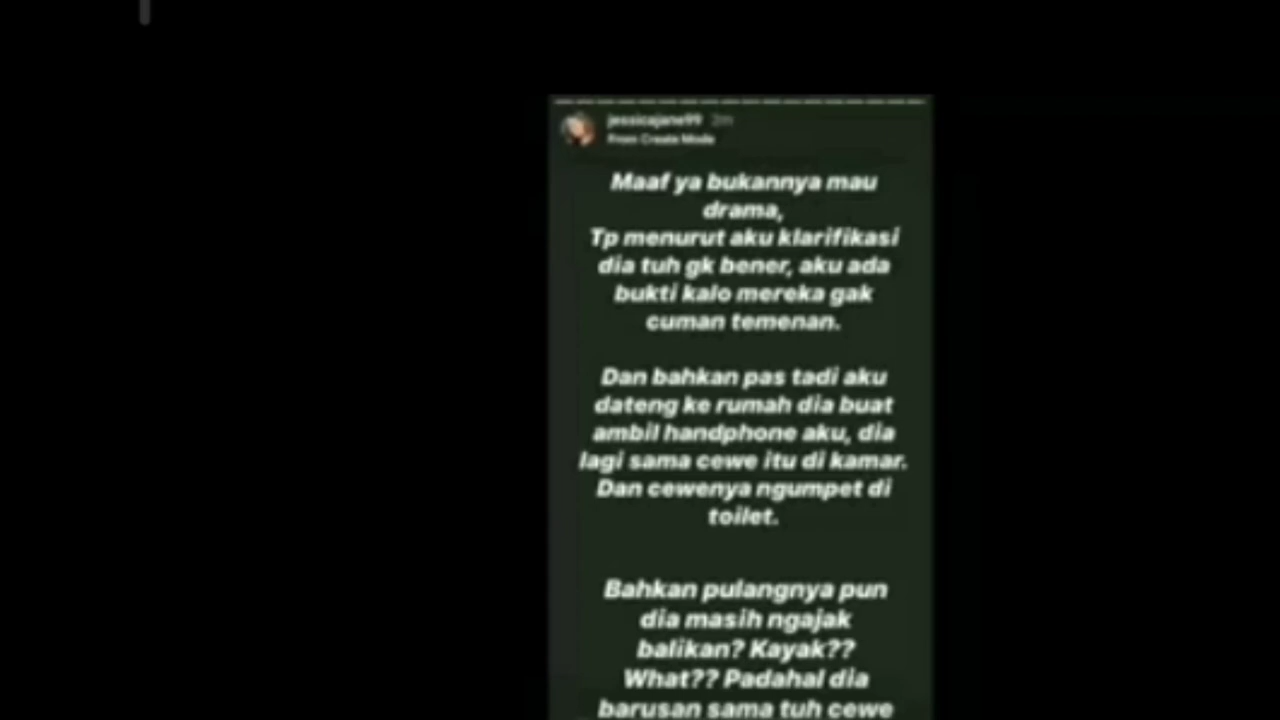 jessicajane99 2m
From Create Mode
Maaf ya bukannya mau
drama,
Tp menurut aku klarifikasi
dia tuh gk bener, aku ada
bukti kalo mereka gak
cuman temenan.
Dan bahkan pas tadi aku
dateng ke rumah dia buat
ambil handphone aku, dia
lagi sama cewe itu di kamar.
Dan cewenya ngumpet di
toilet.
Bahkan pulangnya pun
dia masih ngajak
balikan? Kayak??
What?? Padahal dia
barusan sama tuh cewe